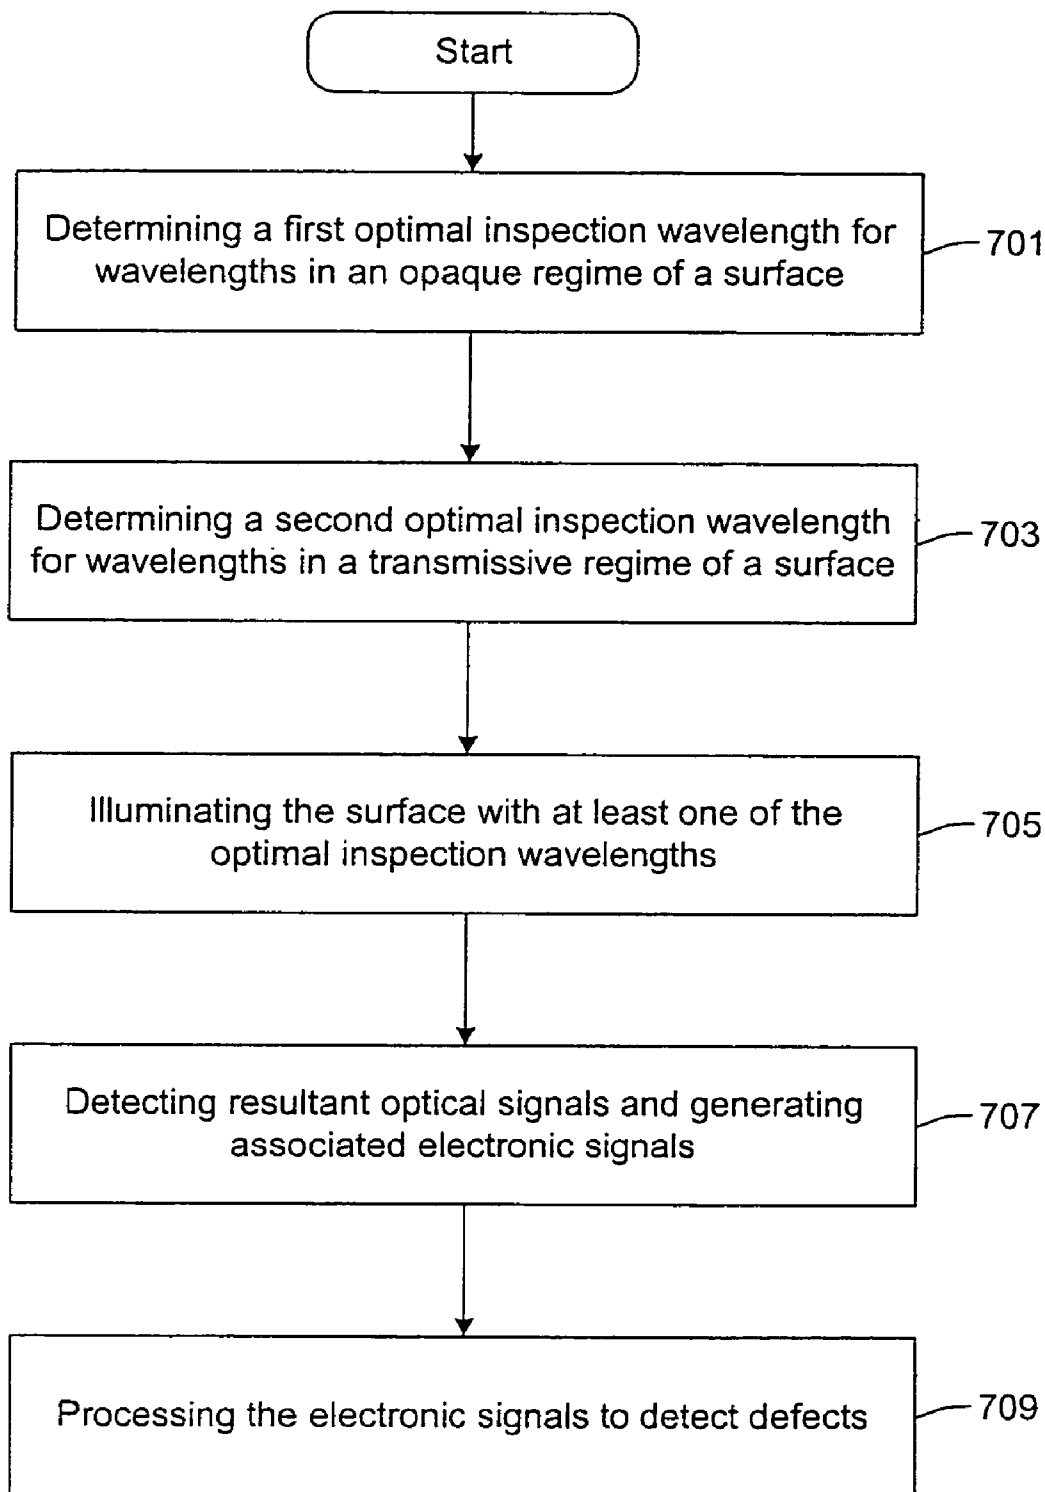 Start
Determining a first optimal inspection wavelength for
wavelengths in an opaque regime of a surface
701
Determining a second optimal inspection wavelength
for wavelengths in a transmissive regime of a surface
703
Illuminating the surface with at least one of the
optimal inspection wavelengths
705
Detecting resultant optical signals and generating
associated electronic signals
707
Processing the electronic signals to detect defects
709